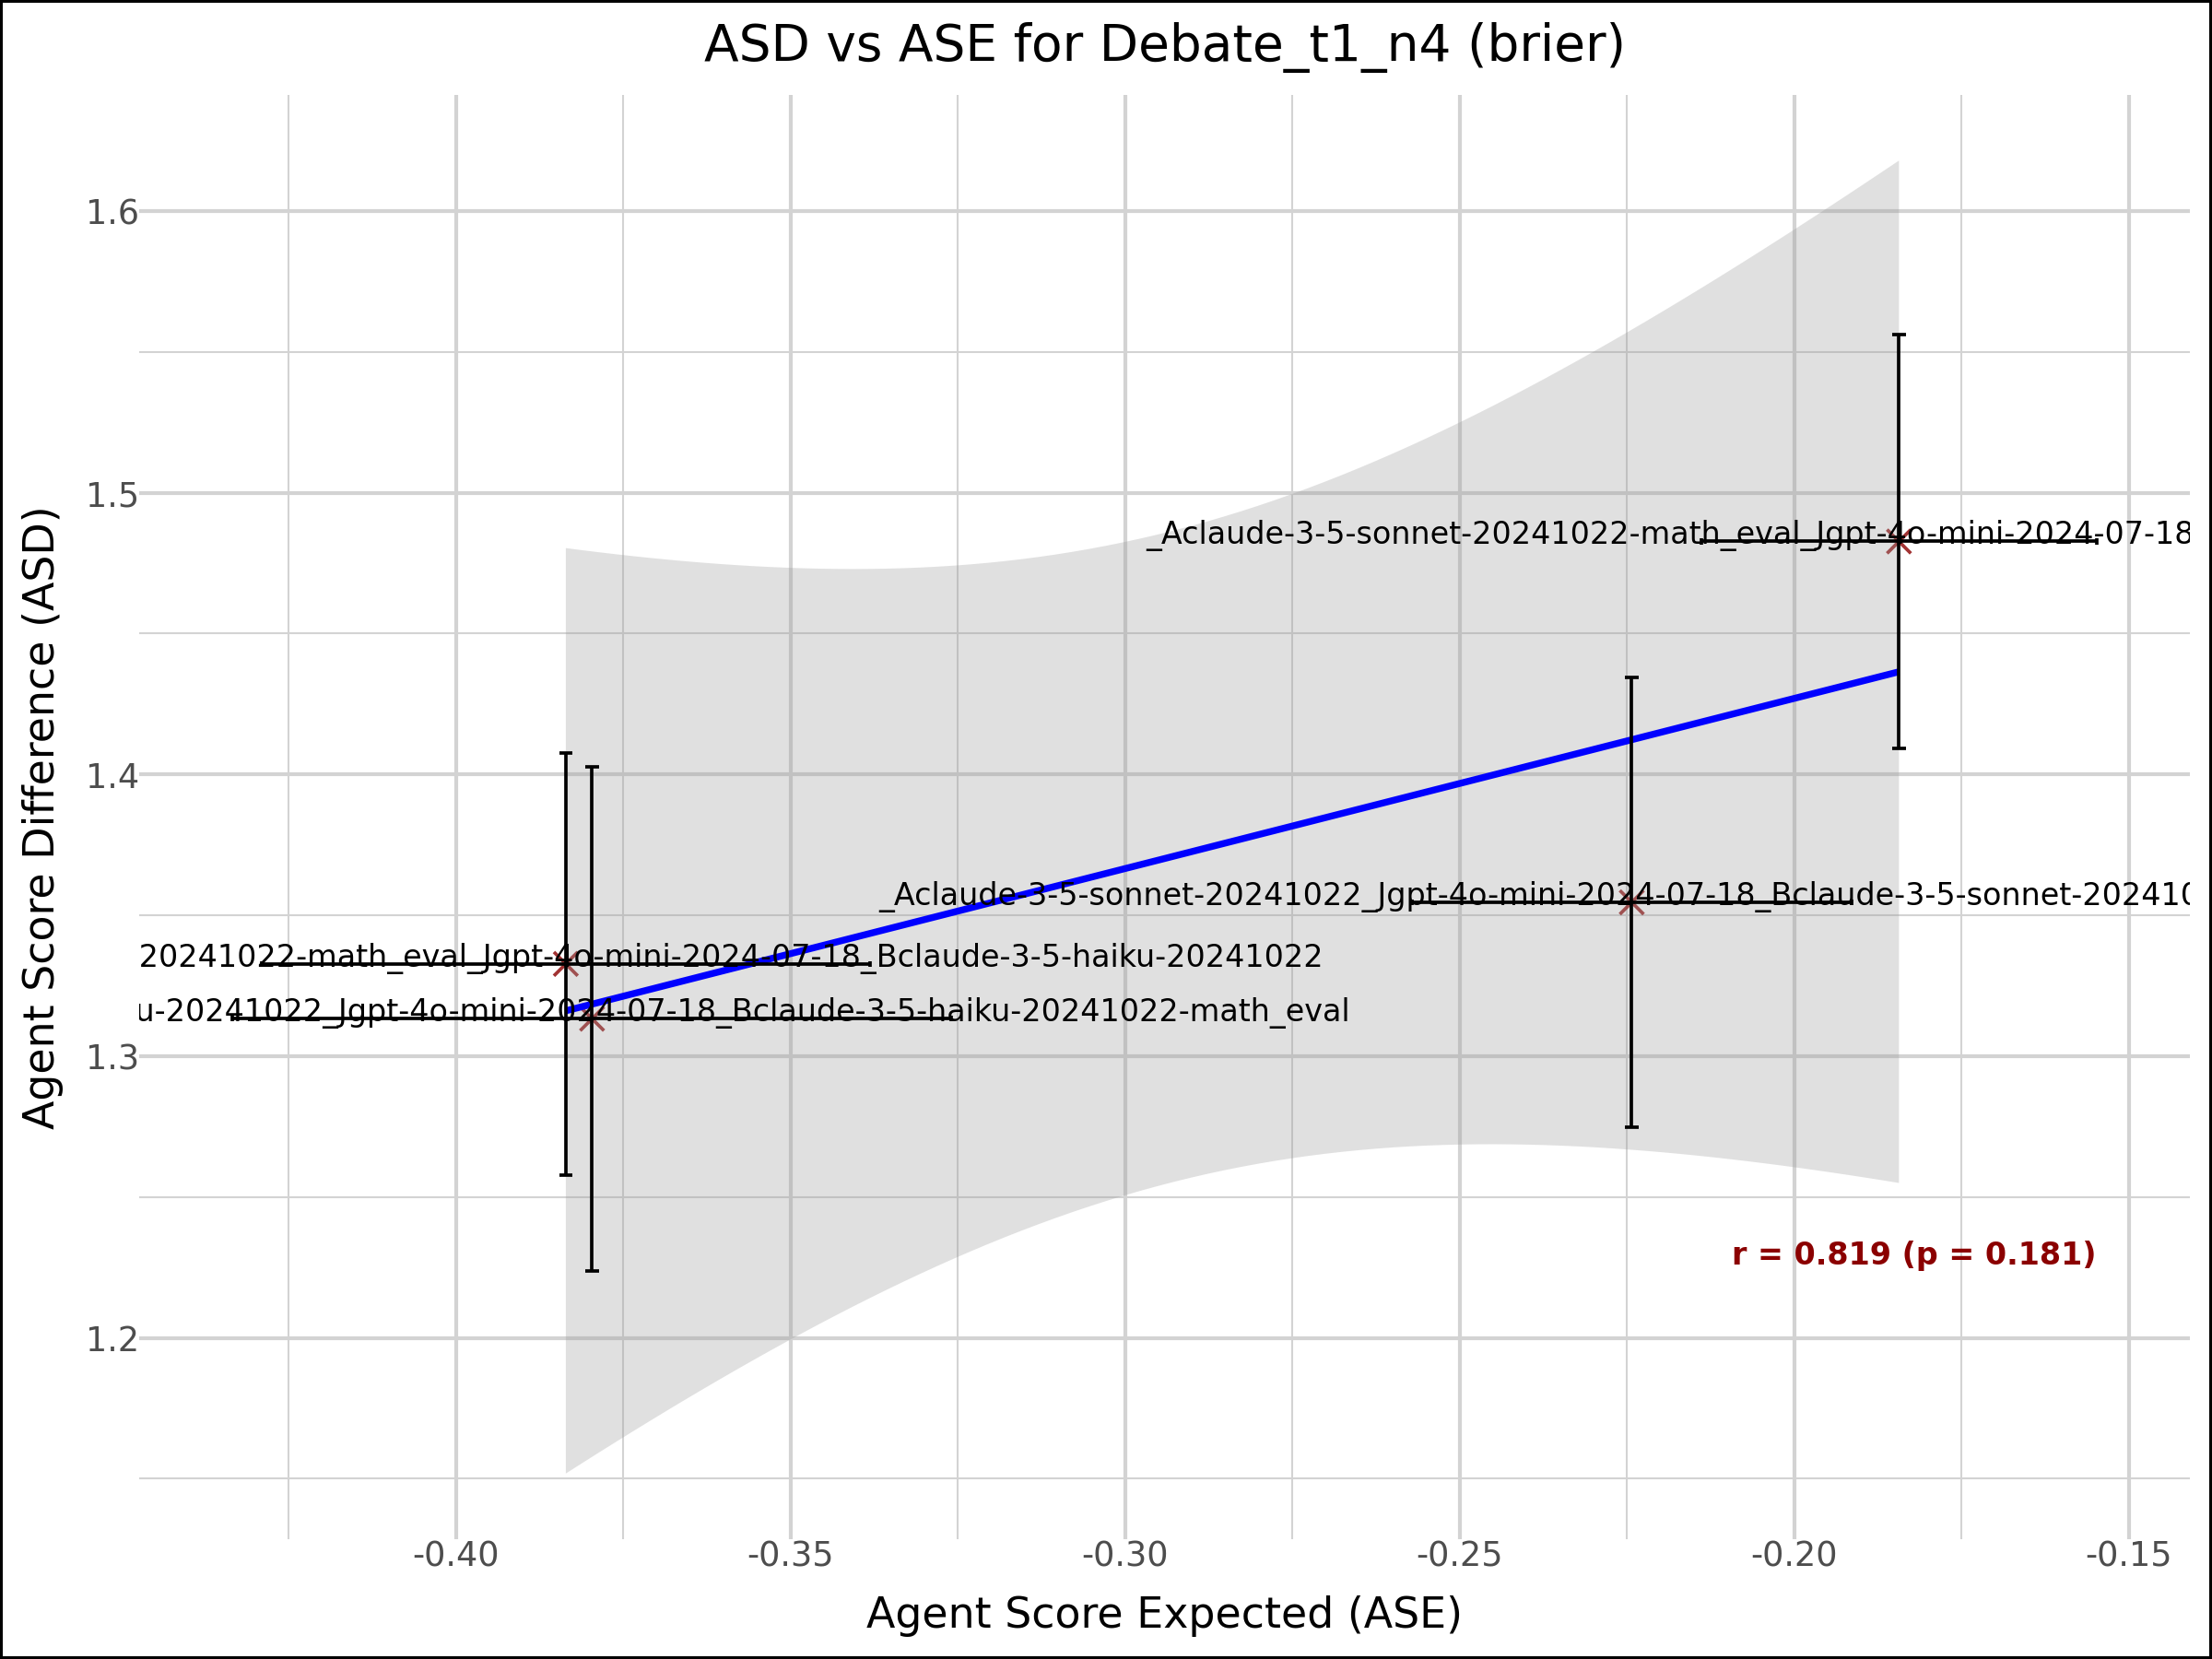 ASD vs ASE for Debate_t1_n4 (brier)
Agent Score Difference (ASD)
1.6
1.5
1.4
1.3
1.2
_Aclaude-3-5-sonnet-20241022-math_eval_Jgpt-4o-mini-2024-07-18
_Aclaude-3-5-sonnet-20241022_Jgpt-4o-mini-2024-07-18_Bclaude-3-5-sonnet-202410
20241022-math_eval_Jgpt-4o-mini-2024-07-18_Bclaude-3-5-haiku-20241022
u-20241022_Jgpt-4o-mini-2024-07-18_Bclaude-3-5-haiku-20241022-math_eval
r = 0.819 (p = 0.181)
-0.40 -0.35 -0.30 -0.25 -0.20 -0.15
Agent Score Expected (ASE)